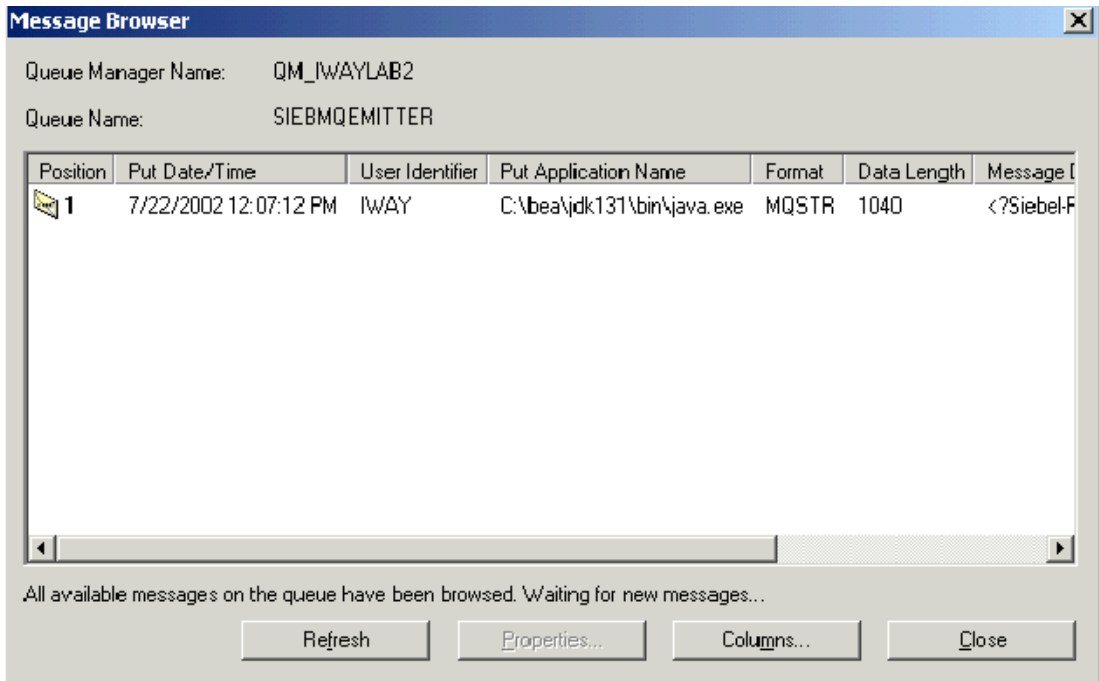 Message Browser
Queue Manager Name: QM_IWAYLAB2
Queue Name: SIEBMQEMITTER
Position Put Date/Time User Identifier Put Application Name Format Data Length Message D
1 7/22/2002 12:07:12 PM IWAY C:\bea\jdk131\bin\java.exe MQSTR 1040 <?Siebel-P
All available messages on the queue have been browsed. Waiting for new messages...
Refresh Properties... Columns... Close